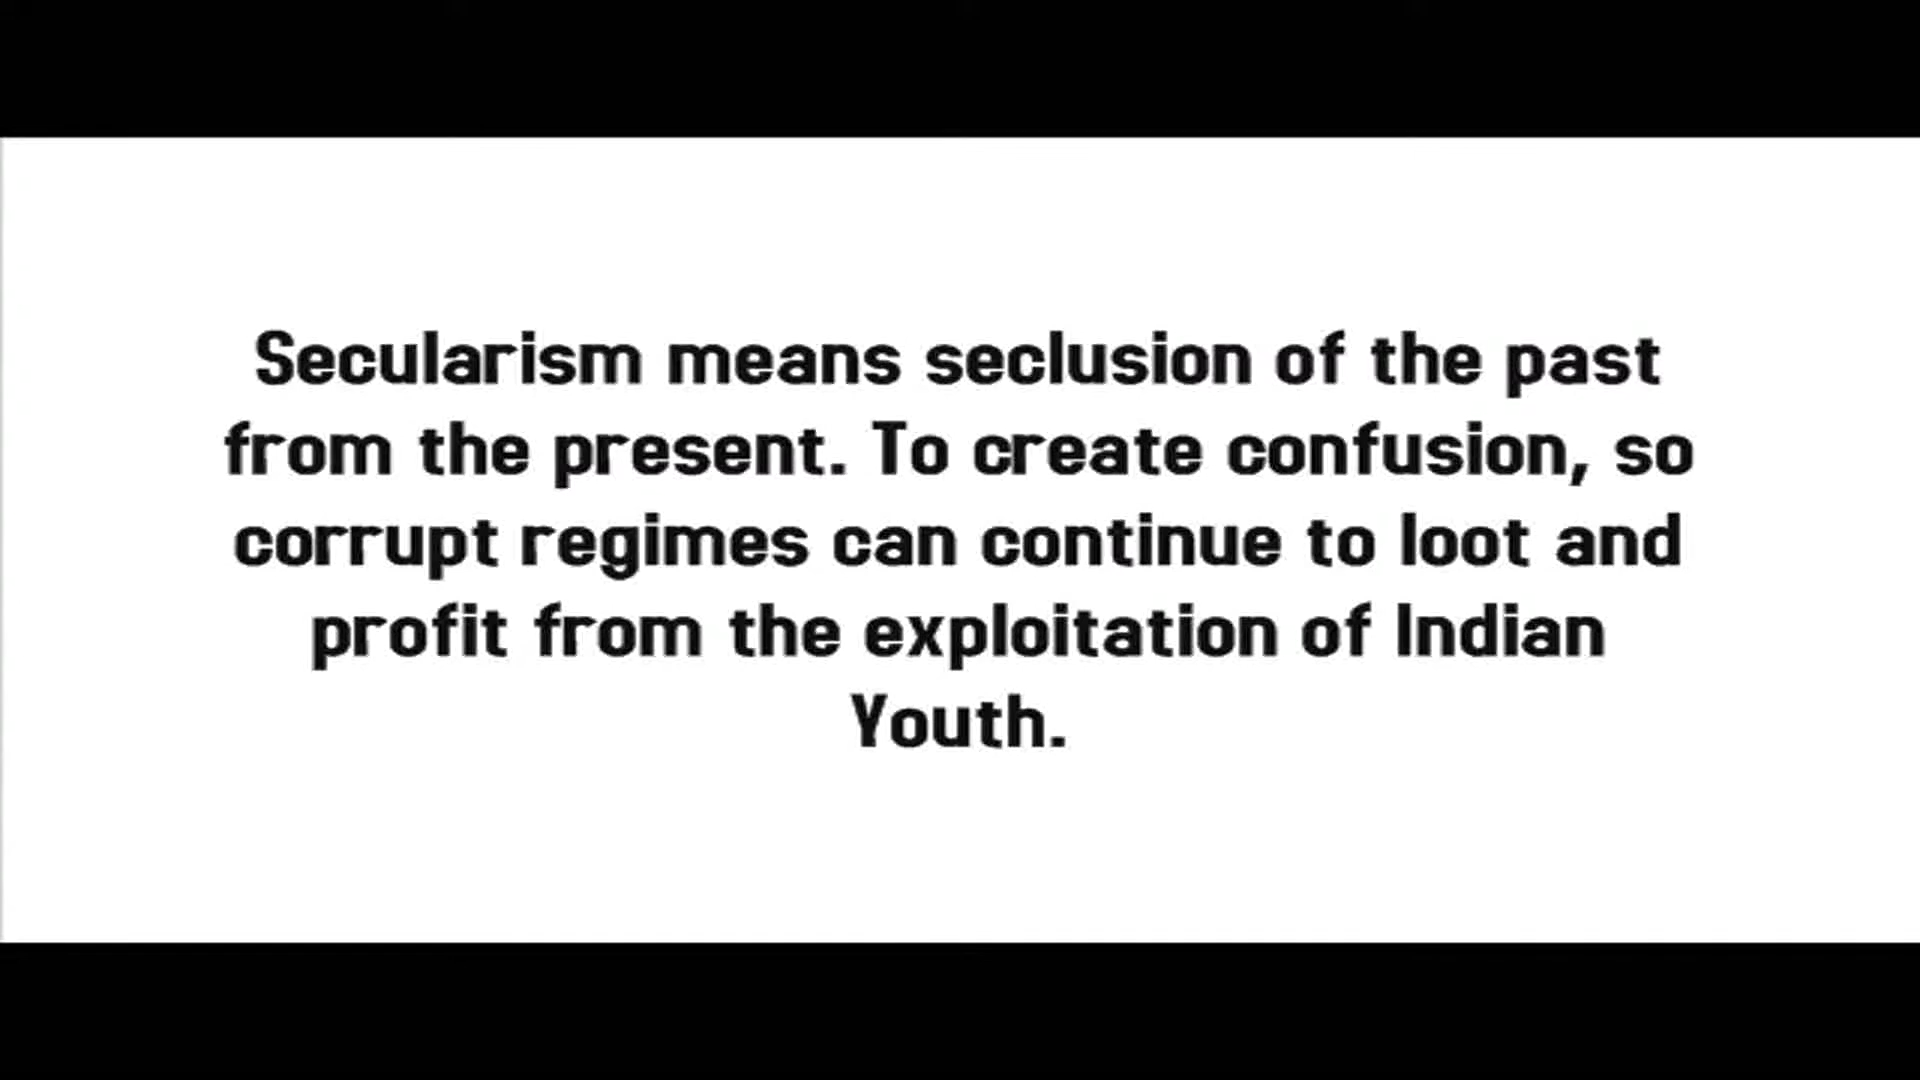 Secularism means seclusion of the past
from the present. To create confusion, so
corrupt regimes can continue to loot and
profit from the exploitation of Indian
Youth.